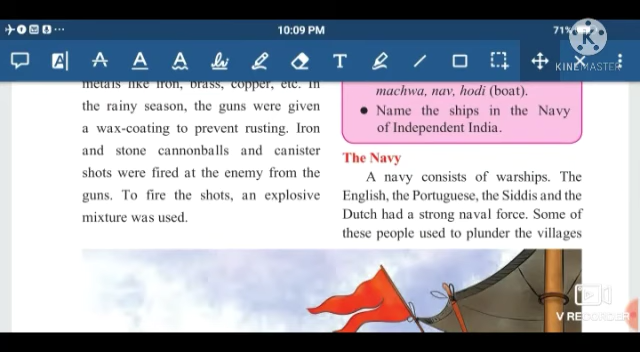 10:09 PM
71%
KINEMASTER
T
metals like iron, brass, copper, etc. In
the rainy season, the guns were given
a wax-coating to prevent rusting. Iron
and stone cannonballs and canister
shots were fired at the enemy from the
guns. To fire the shots, an explosive
mixture was used.
machwa, nav, hodi (boat).
● Name the ships in the Navy
of Independent India.
The Navy
A navy consists of warships. The
English, the Portuguese, the Siddis and the
Dutch had a strong naval force. Some of
these people used to plunder the villages
V RECORDER